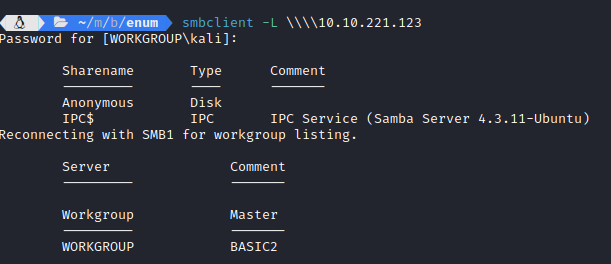 ~/m/b/enum smbclient -L \\\\10.10.221.123
Password for [WORKGROUP\kali]:
Sharename Type Comment
--------- ---- -------
Anonymous Disk
IPC$ IPC IPC Service (Samba Server 4.3.11-Ubuntu)
Reconnecting with SMB1 for workgroup listing.
Server Comment
--------- -------
Workgroup Master
--------- -------
WORKGROUP BASIC2